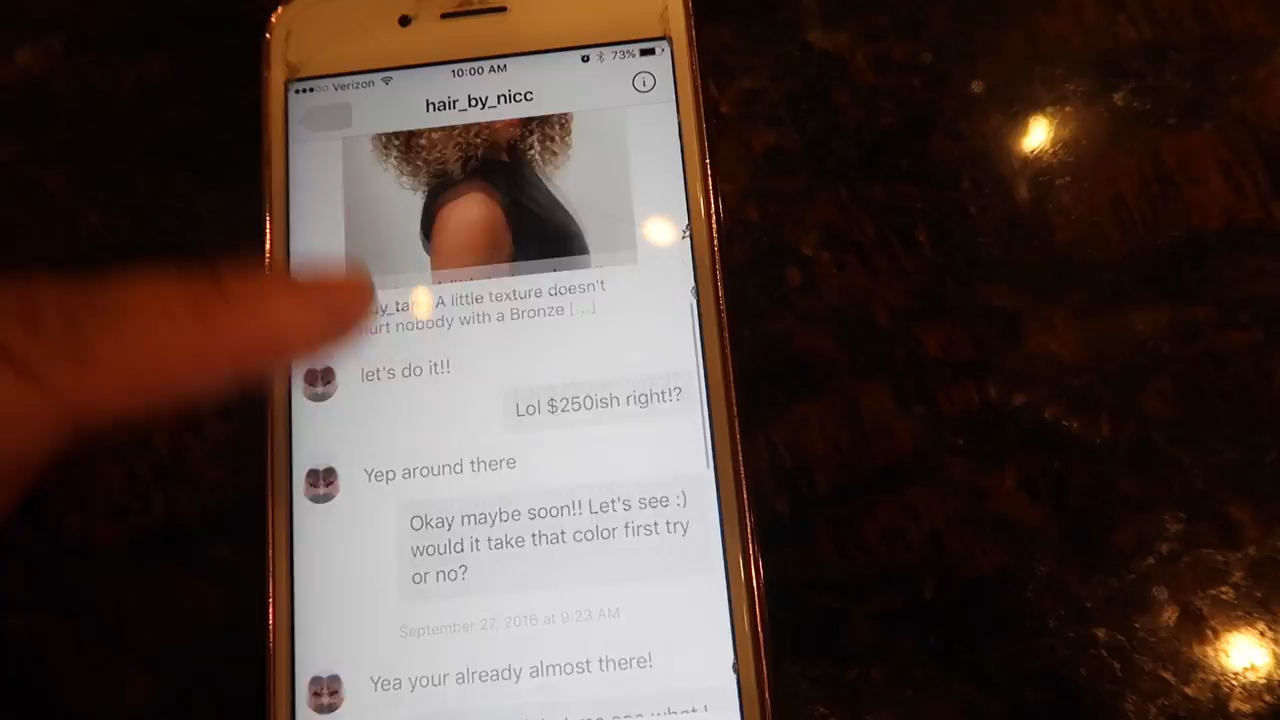 Verizon 10:00 AM 73%
hair_by_nicc
A little texture doesn't
hurt nobody with a Bronze [...]
let's do it!!
Lol $250ish right!?
Yep around there
Okay maybe soon!! Let's see :)
would it take that color first try
or no?
September 27, 2016 at 9:23 AM
Yea your already almost there!